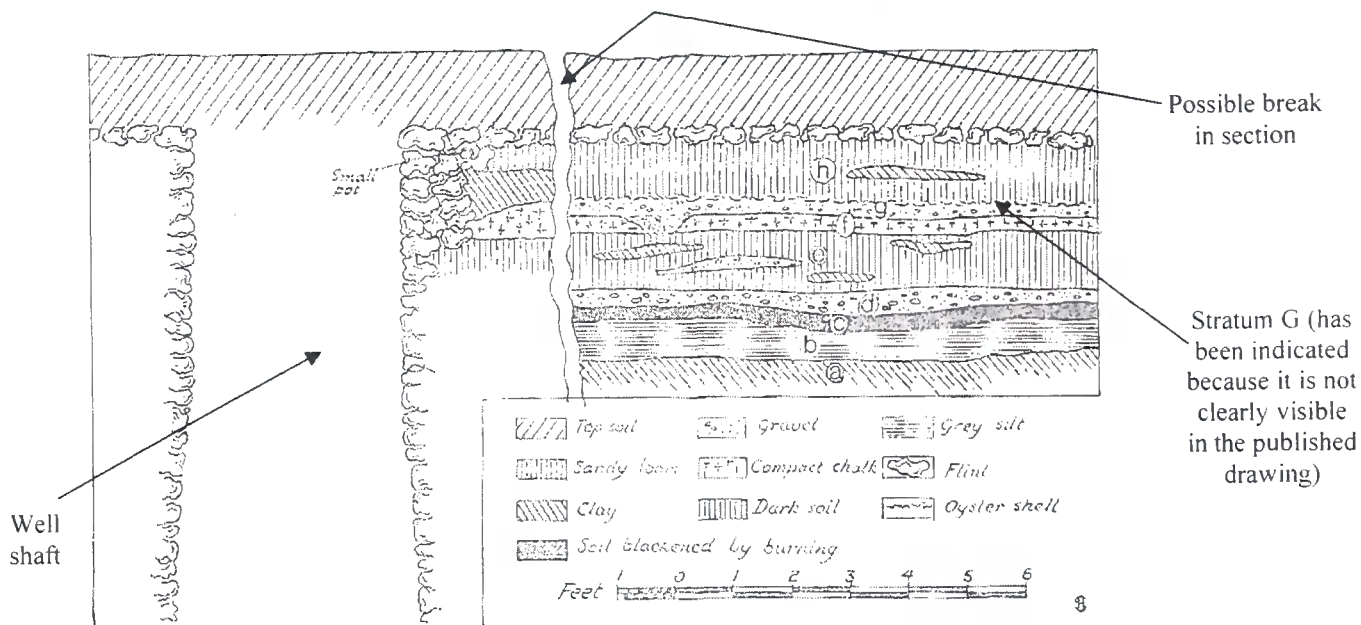 Possible break
in section
Small
pot
h
g
f
e
d
c
b
a
Stratum G (has
been indicated
because it is not
clearly visible
in the published
drawing)
Well
shaft
Top soil
Gravel
Grey silt
Sandy loam
Compact chalk
Flint
Clay
Dark soil
Oyster shell
Soil blackened by burning
Feet 1 0 1 2 3 4 5 6